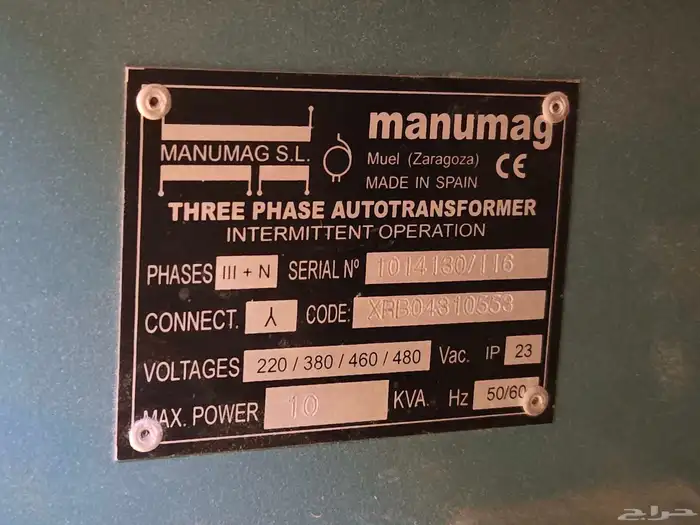 manumag
MANUMAG S.L.
Muel (Zaragoza)
CE
MADE IN SPAIN
THREE PHASE AUTOTRANSFORMER
INTERMITTENT OPERATION
PHASES III + N SERIAL Nº 1014130/116
CONNECT. CODE: XRB04810553
VOLTAGES 220 / 380 / 460 / 480 Vac. IP 23
MAX. POWER 10 KVA. Hz 50/60
حراج